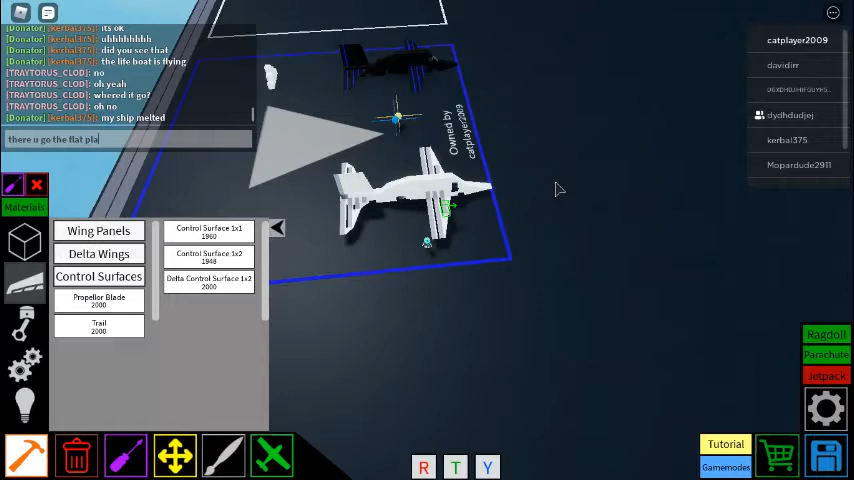 [Donator] [kerbal375]: its ok
[Donator] [kerbal375]: uhhhhhhhh
[Donator] [kerbal375]: did you see that
[Donator] [kerbal375]: the life boat is flying
[TRAYTORUS_CLOD]: no
[TRAYTORUS_CLOD]: oh yeah
[TRAYTORUS_CLOD]: whered it go?
[TRAYTORUS_CLOD]: oh no
[Donator] [kerbal375]: my ship melted
there u go the flat pla
Materials
Wing Panels
Delta Wings
Control Surfaces
Propellor Blade
2000
Trail
2000
Control Surface 1x1
1960
Control Surface 1x2
1948
Delta Control Surface 1x2
2000
Owned by
catplayer2009
catplayer2009
davidirr
dydhdudjej
kerbal375
Mopardude2911
Ragdoll
Parachute
Jetpack
Tutorial
Gamemodes
R T Y